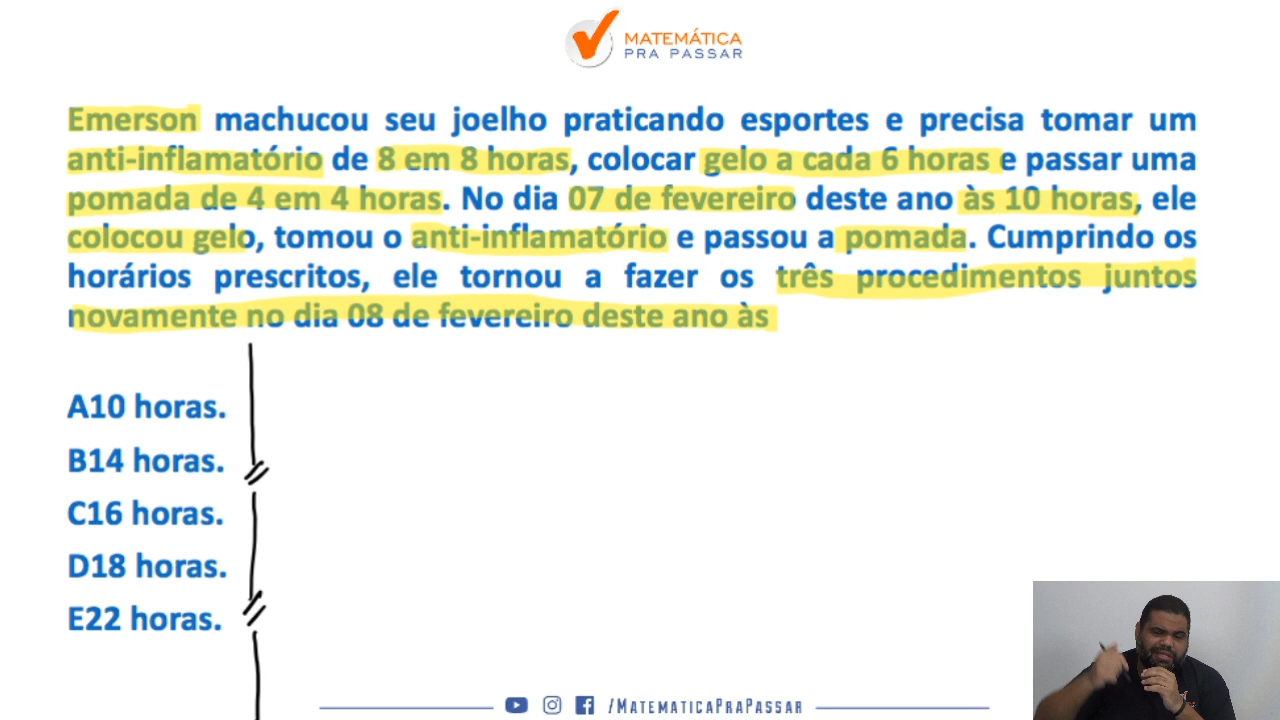 MATEMÁTICA
PRA PASSAR
Emerson machucou seu joelho praticando esportes e precisa tomar um
anti-inflamatório de 8 em 8 horas, colocar gelo a cada 6 horas e passar uma
pomada de 4 em 4 horas. No dia 07 de fevereiro deste ano às 10 horas, ele
colocou gelo, tomou o anti-inflamatório e passou a pomada. Cumprindo os
horários prescritos, ele tornou a fazer os três procedimentos juntos
novamente no dia 08 de fevereiro deste ano às
A10 horas.
B14 horas.
C16 horas.
D18 horas.
E22 horas.
/MATEMATICAPRAPASSAR